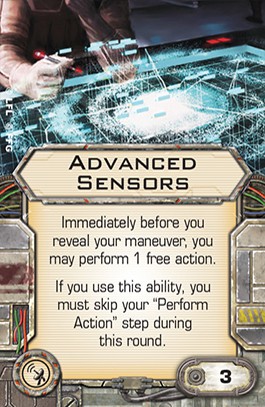 ADVANCED
SENSORS
Immediately before you
reveal your maneuver, you
may perform 1 free action.
If you use this ability, you
must skip your “Perform
Action” step during
this round.
3